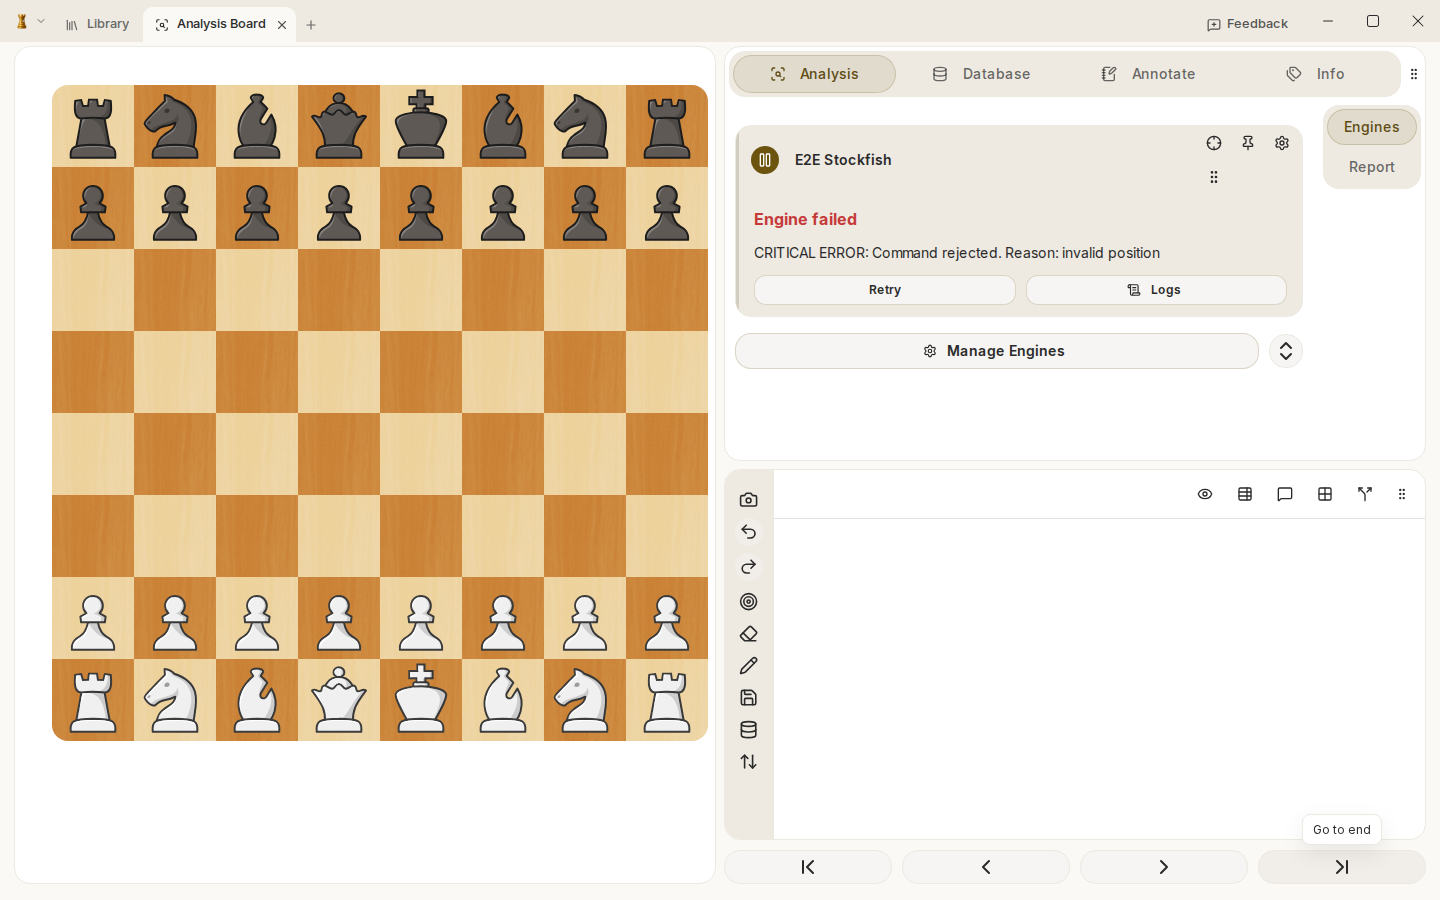 Library
Analysis Board
Feedback
Analysis
Database
Annotate
Info
Engines
Report
E2E Stockfish
Engine failed
CRITICAL ERROR: Command rejected. Reason: invalid position
Retry
Logs
Manage Engines
Go to end